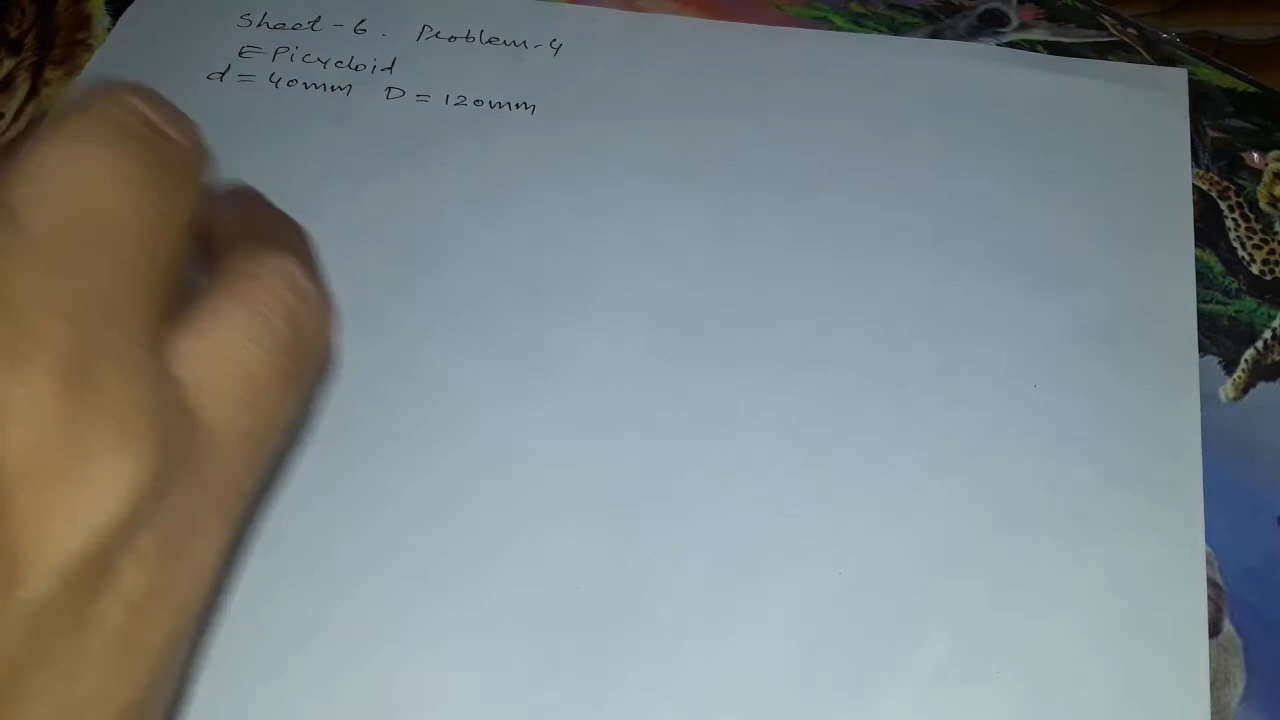 Sheet-6. Problem-4
EPicycloid
d = 40mm D = 120mm